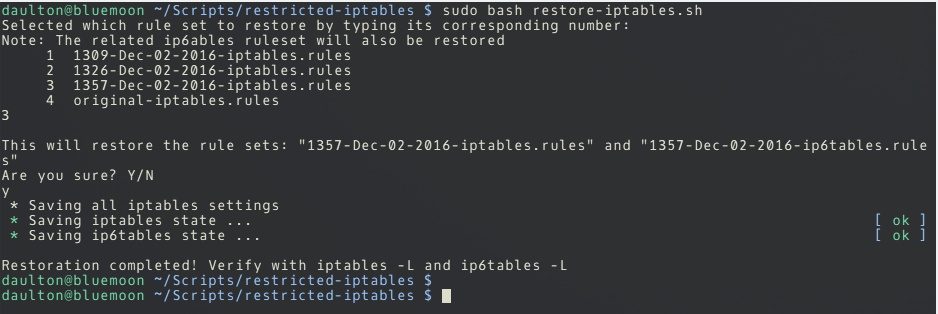 daulton@bluemoon ~/Scripts/restricted-iptables $ sudo bash restore-iptables.sh
Selected which rule set to restore by typing its corresponding number:
Note: The related ip6ables ruleset will also be restored
     1  1309-Dec-02-2016-iptables.rules
     2  1326-Dec-02-2016-iptables.rules
     3  1357-Dec-02-2016-iptables.rules
     4  original-iptables.rules
3
This will restore the rule sets: "1357-Dec-02-2016-iptables.rules" and "1357-Dec-02-2016-ip6tables.rule
s"
Are you sure? Y/N
y
 * Saving all iptables settings
 * Saving iptables state ... [ ok ]
 * Saving ip6tables state ... [ ok ]
Restoration completed! Verify with iptables -L and ip6tables -L
daulton@bluemoon ~/Scripts/restricted-iptables $
daulton@bluemoon ~/Scripts/restricted-iptables $